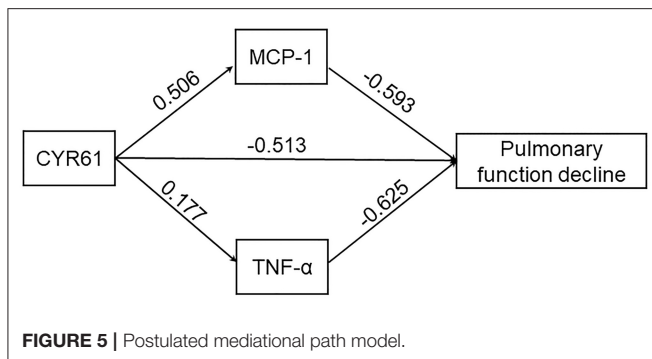 MCP-1
0.506
-0.593
CYR61
-0.513
Pulmonary
function decline
0.177
-0.625
TNF-α
FIGURE 5 | Postulated mediational path model.